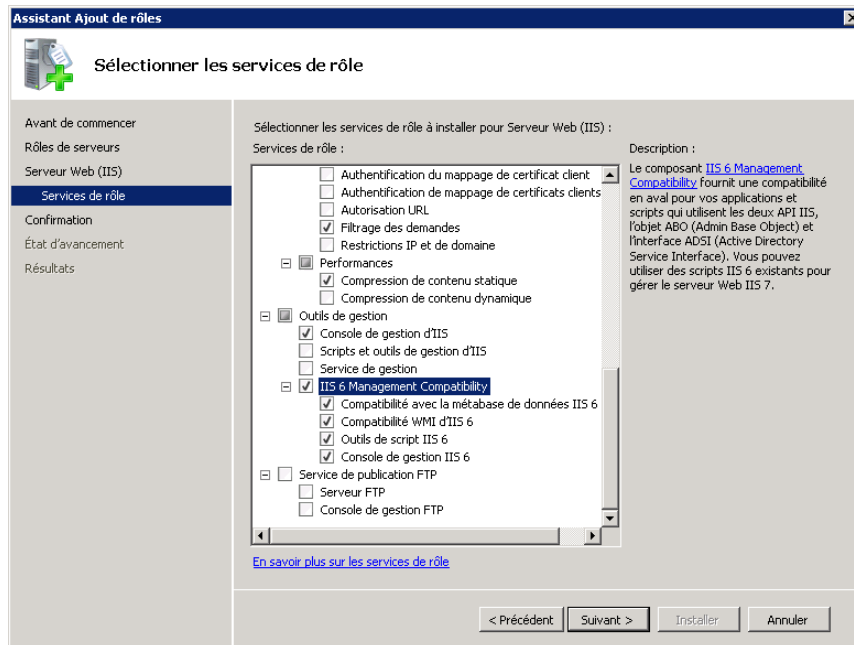 Assistant Ajout de rôles
Sélectionner les services de rôle
Avant de commencer
Rôles de serveurs
Serveur Web (IIS)
Services de rôle
Confirmation
État d'avancement
Résultats
Sélectionner les services de rôle à installer pour Serveur Web (IIS) :
Services de rôle :
Authentification du mappage de certificat client
Authentification de mappage de certificats clients
Autorisation URL
Filtrage des demandes
Restrictions IP et de domaine
Performances
Compression de contenu statique
Compression de contenu dynamique
Outils de gestion
Console de gestion d'IIS
Scripts et outils de gestion d'IIS
Service de gestion
IIS 6 Management Compatibility
Compatibilité avec la métabase de données IIS 6
Compatibilité WMI d'IIS 6
Outils de script IIS 6
Console de gestion IIS 6
Service de publication FTP
Serveur FTP
Console de gestion FTP
En savoir plus sur les services de rôle
Description :
Le composant IIS 6 Management
Compatibility fournit une compatibilité
en aval pour vos applications et
scripts qui utilisent les deux API IIS,
l'objet ABO (Admin Base Object) et
l'interface ADSI (Active Directory
Service Interface). Vous pouvez
utiliser des scripts IIS 6 existants pour
gérer le serveur Web IIS 7.
< Précédent
Suivant >
Installer
Annuler